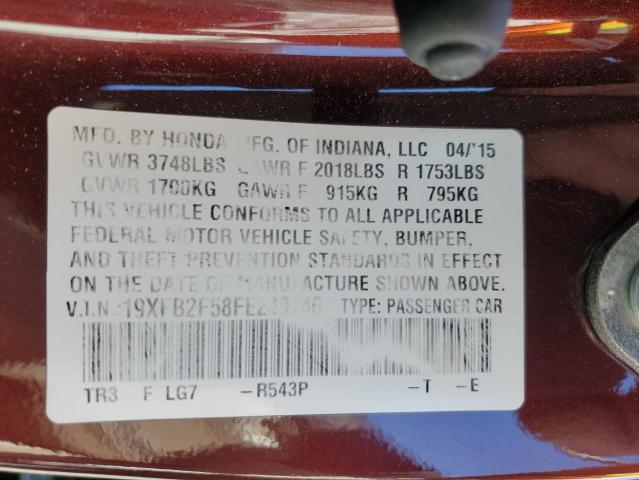 MFD. BY HONDA MFG. OF INDIANA, LLC 04/'15
GVWR 3748LBS GAWR F 2018LBS R 1753LBS
GVWR 1700KG GAWR F 915KG R 795KG
THIS VEHICLE CONFORMS TO ALL APPLICABLE
FEDERAL MOTOR VEHICLE SAFETY, BUMPER,
AND THEFT PREVENTION STANDARDS IN EFFECT
ON THE DATE OF MANUFACTURE SHOWN ABOVE.
V.I.N.: TYPE: PASSENGER CAR
TR3 F LG7 -R543P -T -E